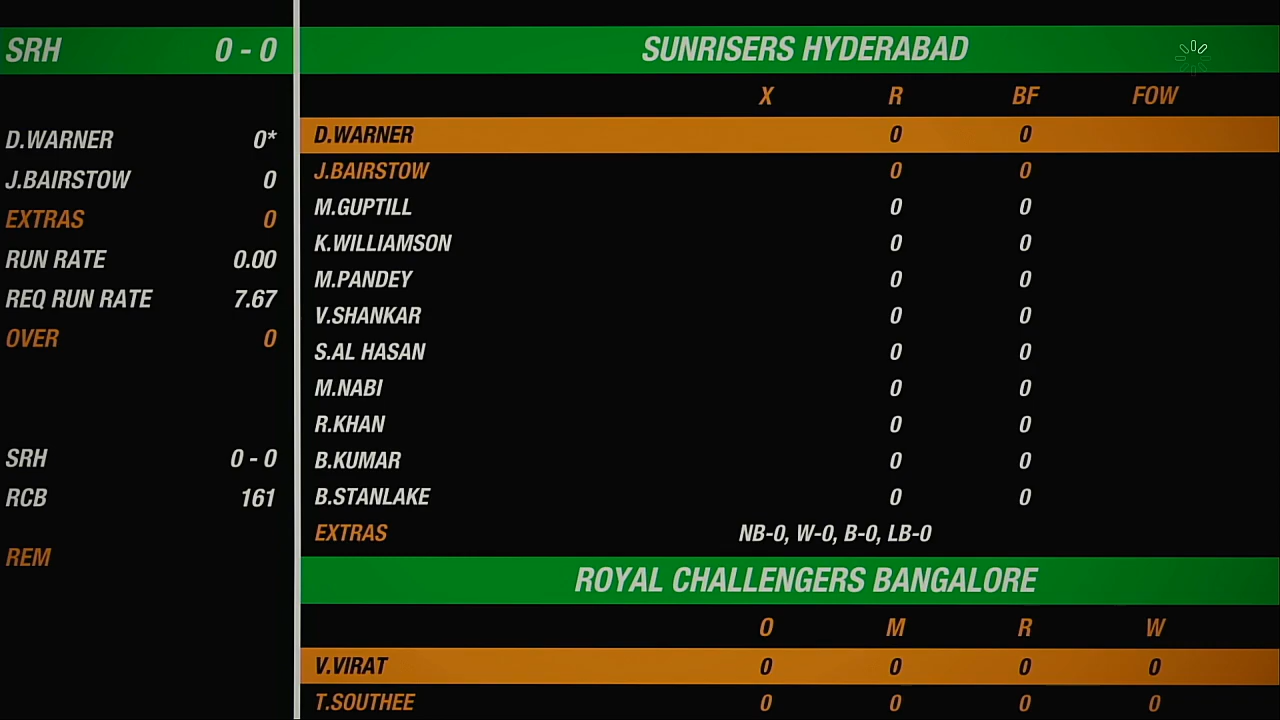 SRH 0 - 0
D.WARNER 0*
J.BAIRSTOW 0
EXTRAS 0
RUN RATE 0.00
REQ RUN RATE 7.67
OVER 0
SRH 0 - 0
RCB 161
REM
SUNRISERS HYDERABAD
X R BF FOW
D.WARNER 0 0
J.BAIRSTOW 0 0
M.GUPTILL 0 0
K.WILLIAMSON 0 0
M.PANDEY 0 0
V.SHANKAR 0 0
S.AL HASAN 0 0
M.NABI 0 0
R.KHAN 0 0
B.KUMAR 0 0
B.STANLAKE 0 0
EXTRAS NB-0, W-0, B-0, LB-0
ROYAL CHALLENGERS BANGALORE
O M R W
V.VIRAT 0 0 0 0
T.SOUTHEE 0 0 0 0